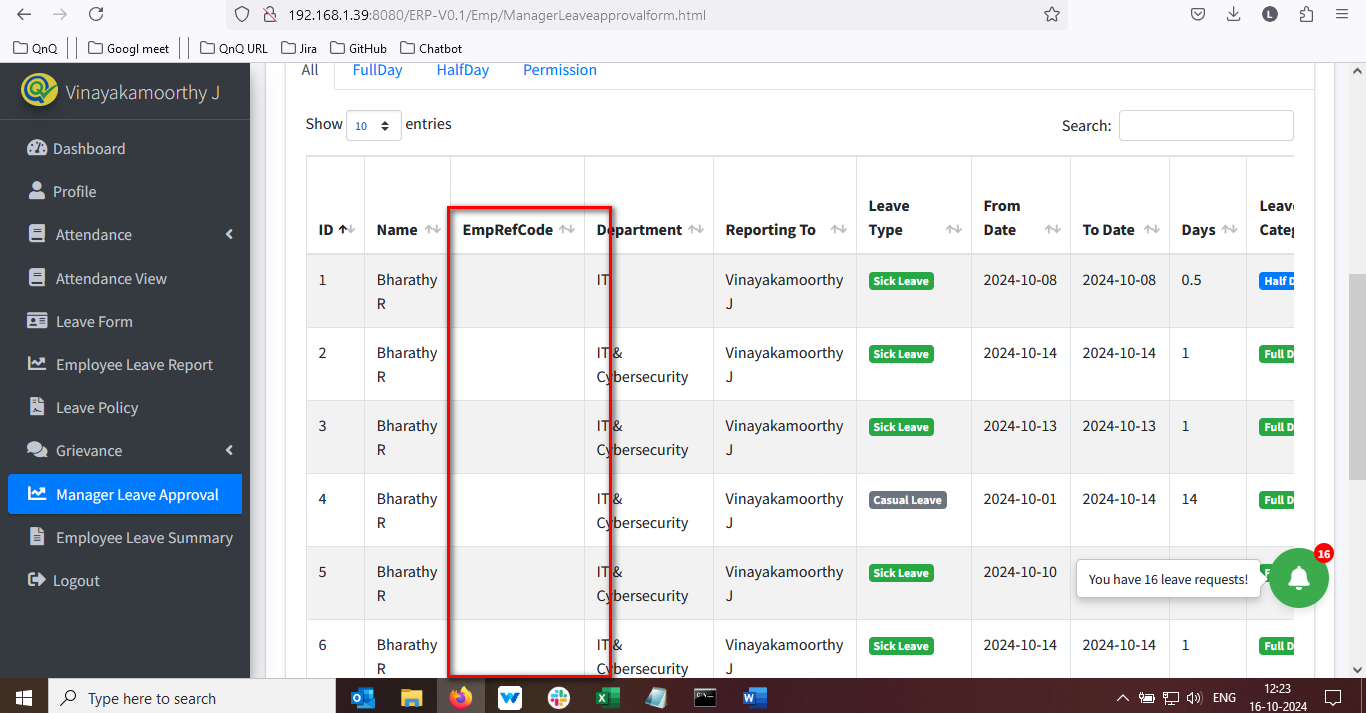 192.168.1.39:8080/ERP-V0.1/Emp/ManagerLeaveapprovalform.html
L
QnQ
Googl meet
QnQ URL
Jira
GitHub
Chatbot
Vinayakamoorthy J
Dashboard
Profile
Attendance
Attendance View
Leave Form
Employee Leave Report
Leave Policy
Grievance
Manager Leave Approval
Employee Leave Summary
Logout
All FullDay HalfDay Permission
Show 10 entries
Search:
ID Name EmpRefCode Department Reporting To Leave Type From Date To Date Days
1 Bharathy R IT Vinayakamoorthy J Sick Leave 2024-10-08 2024-10-08 0.5 Half
2 Bharathy R IT & Cybersecurity Vinayakamoorthy J Sick Leave 2024-10-14 2024-10-14 1 Full
3 Bharathy R IT & Cybersecurity Vinayakamoorthy J Sick Leave 2024-10-13 2024-10-13 1 Full
4 Bharathy R IT & Cybersecurity Vinayakamoorthy J Casual Leave 2024-10-01 2024-10-14 14 Full
5 Bharathy R IT & Cybersecurity Vinayakamoorthy J Sick Leave 2024-10-10
6 Bharathy R IT & Cybersecurity Vinayakamoorthy J Sick Leave 2024-10-14 2024-10-14 1 Full
You have 16 leave requests!
16
Type here to search
ENG
12:23
16-10-2024